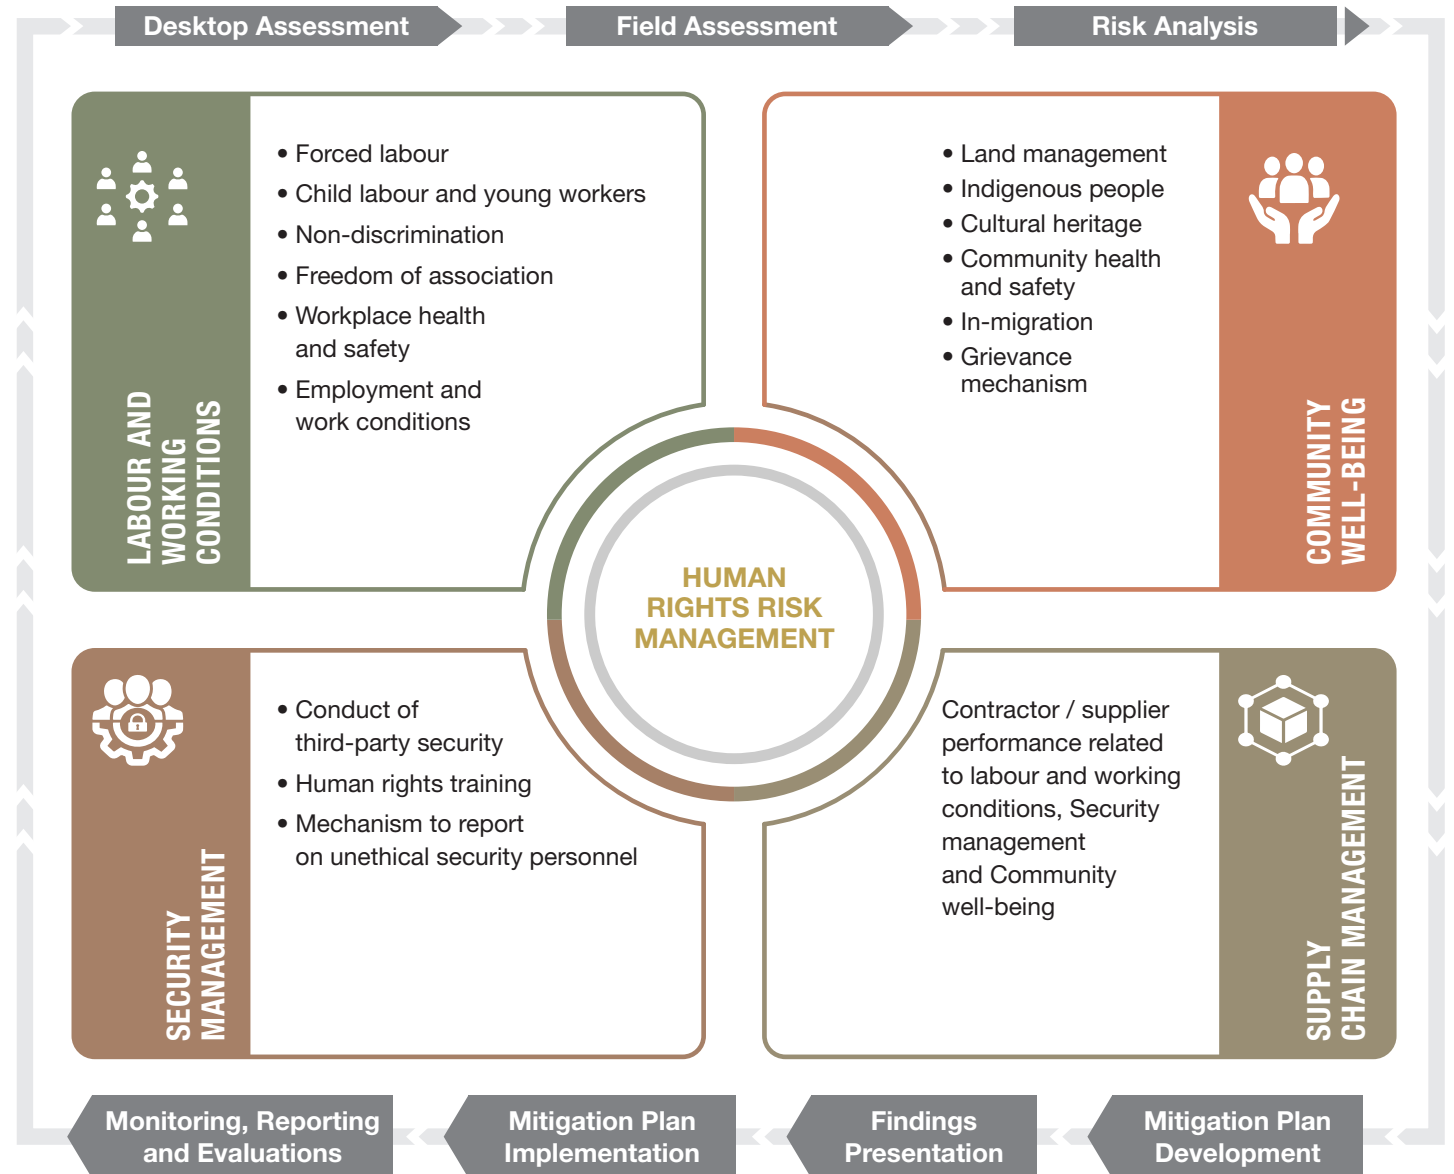 Desktop Assessment
Field Assessment
Risk Analysis
LABOUR AND
WORKING
CONDITIONS
• Forced labour
• Child labour and young workers
• Non-discrimination
• Freedom of association
• Workplace health
and safety
• Employment and
work conditions
• Land management
• Indigenous people
• Cultural heritage
• Community health
and safety
• In-migration
• Grievance
mechanism
COMMUNITY
WELL-BEING
HUMAN
RIGHTS RISK
MANAGEMENT
SECURITY
MANAGEMENT
• Conduct of
third-party security
• Human rights training
• Mechanism to report
on unethical security personnel
Contractor / supplier
performance related
to labour and working
conditions, Security
management
and Community
well-being
SUPPLY
CHAIN MANAGEMENT
Monitoring, Reporting
and Evaluations
Mitigation Plan
Implementation
Findings
Presentation
Mitigation Plan
Development